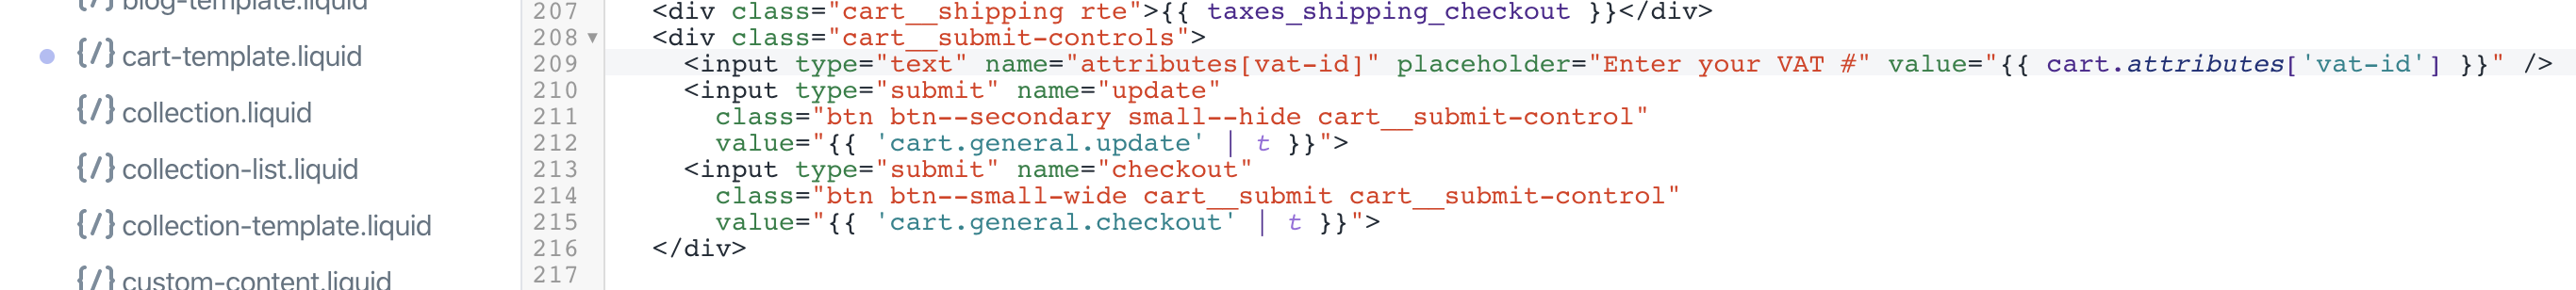 blog-template.liquid
{/} cart-template.liquid
{/} collection.liquid
{/} collection-list.liquid
{/} collection-template.liquid
{/} custom-content.liquid
207 <div class="cart__shipping rte">{{ taxes_shipping_checkout }}</div>
208 ▼ <div class="cart__submit-controls">
209 <input type="text" name="attributes[vat-id]" placeholder="Enter your VAT #" value="{{ cart.attributes['vat-id'] }}" />
210 <input type="submit" name="update"
211 class="btn btn--secondary small--hide cart__submit-control"
212 value="{{ 'cart.general.update' | t }}">
213 <input type="submit" name="checkout"
214 class="btn btn--small-wide cart__submit cart__submit-control"
215 value="{{ 'cart.general.checkout' | t }}">
216 </div>
217